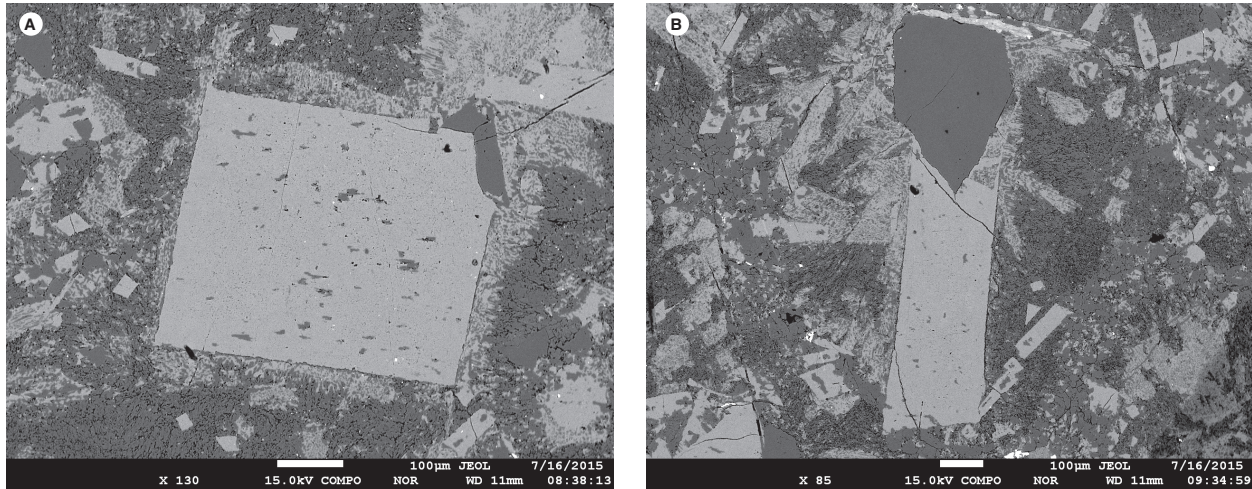 A
100µm JEOL 7/16/2015
X 130 15.0kV COMPO NOR WD 11mm 08:38:13
B
100µm JEOL 7/16/2015
X 85 15.0kV COMPO NOR WD 11mm 09:34:59